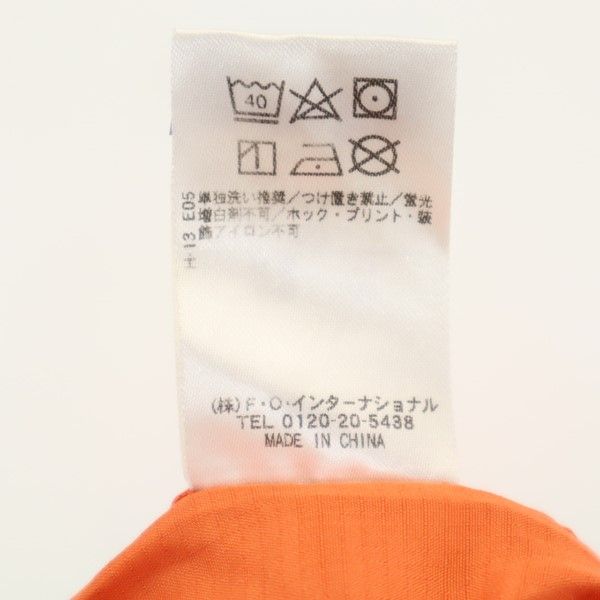 40
単独洗い推奨／つけ置き禁止／蛍光
増白剤不可／ホック・プリント・装
飾アイロン不可
13 E05
(株)F・O・インターナショナル
TEL 0120-20-5438
MADE IN CHINA